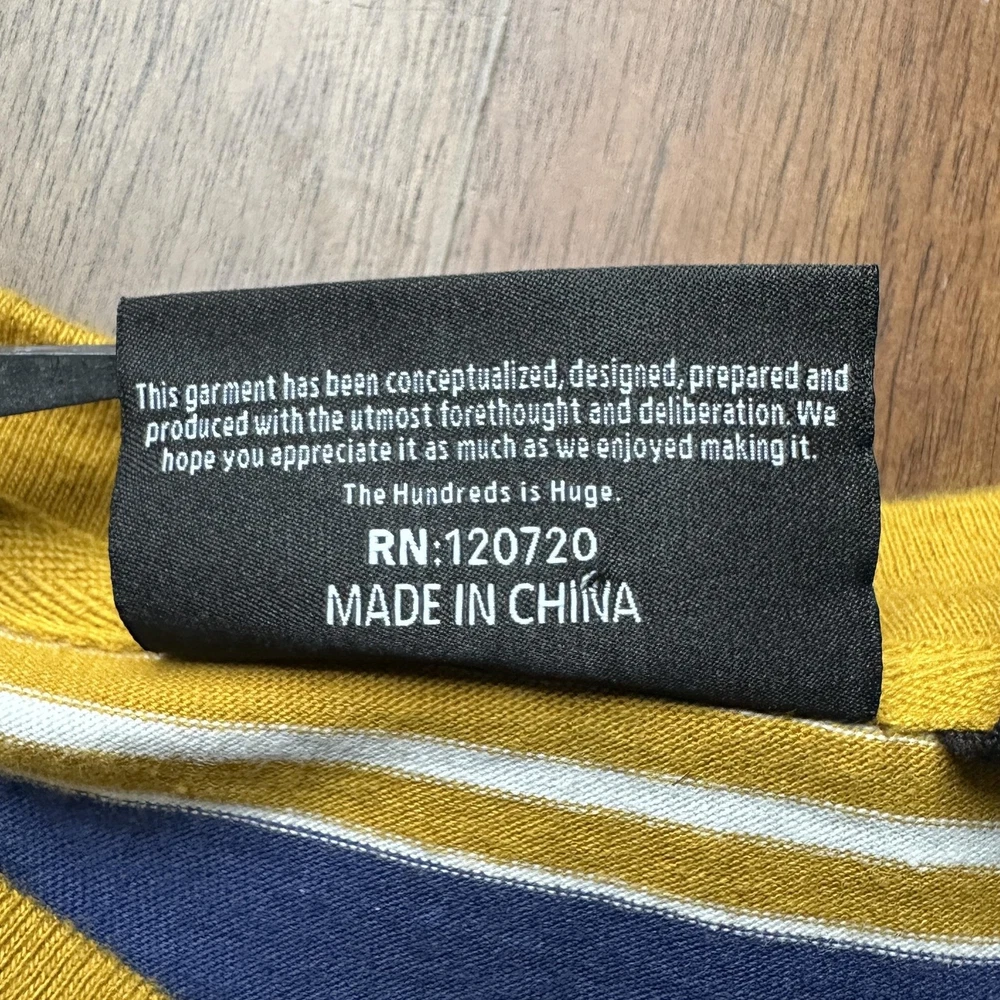 This garment has been conceptualized, designed, prepared and
produced with the utmost forethought and deliberation. We
hope you appreciate it as much as we enjoyed making it.
The Hundreds is Huge.
RN:120720
MADE IN CHINA